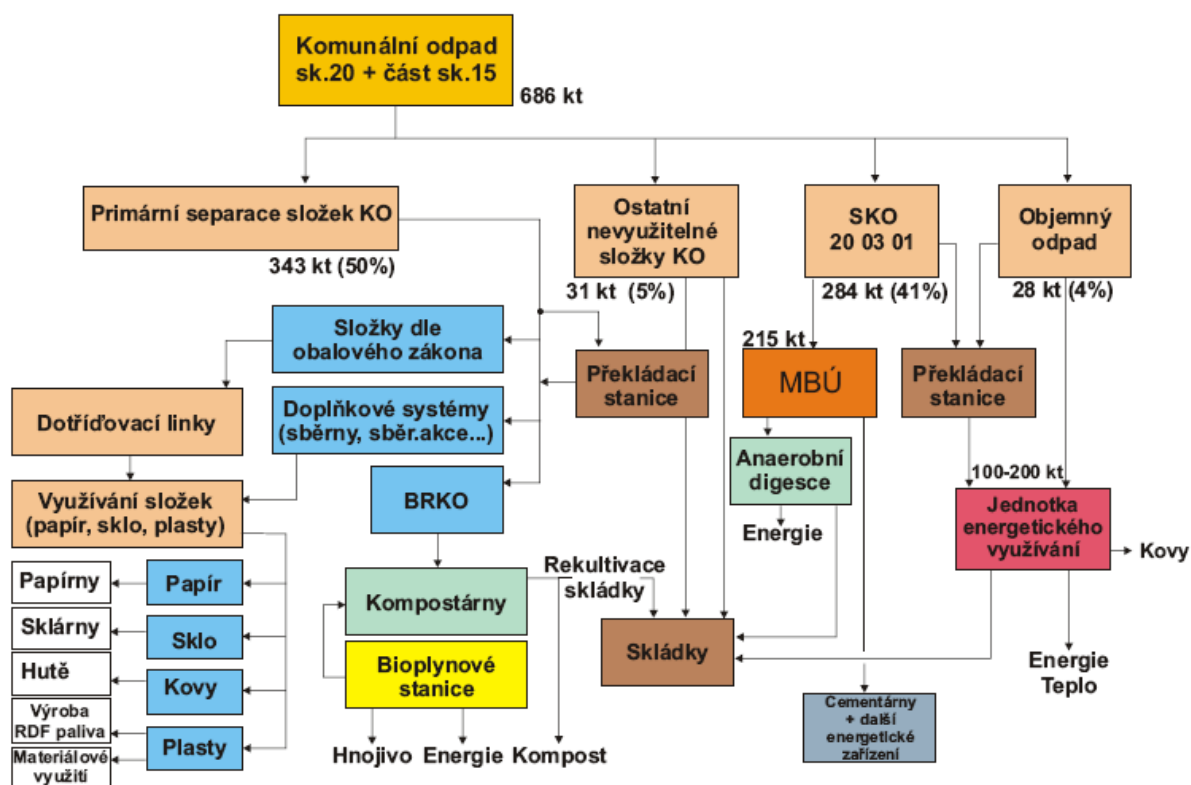 Komunální odpad
sk.20 + část sk.15
686 kt
Primární separace složek KO
343 kt (50%)
Ostatní
nevyužitelné
složky KO
31 kt (5%)
SKO
20 03 01
284 kt (41%)
Objemný
odpad
28 kt (4%)
Složky dle
obalového zákona
Překládací
stanice
215 kt
MBÚ
Překládací
stanice
Dotříďovací linky
Doplňkové systémy
(sběrny, sběr.akce...)
Anaerobní
digesce
Energie
100-200 kt
Využívání složek
(papír, sklo, plasty)
BRKO
Jednotka
energetického
využívání
Kovy
Papírny
Papír
Kompostárny
Rekultivace
skládky
Sklárny
Sklo
Skládky
Hutě
Kovy
Bioplynové
stanice
Energie
Teplo
Výroba
RDF paliva
Plasty
Materiálové
využití
Hnojivo
Energie
Kompost
Cementárny
+ další
energetické
zařízení